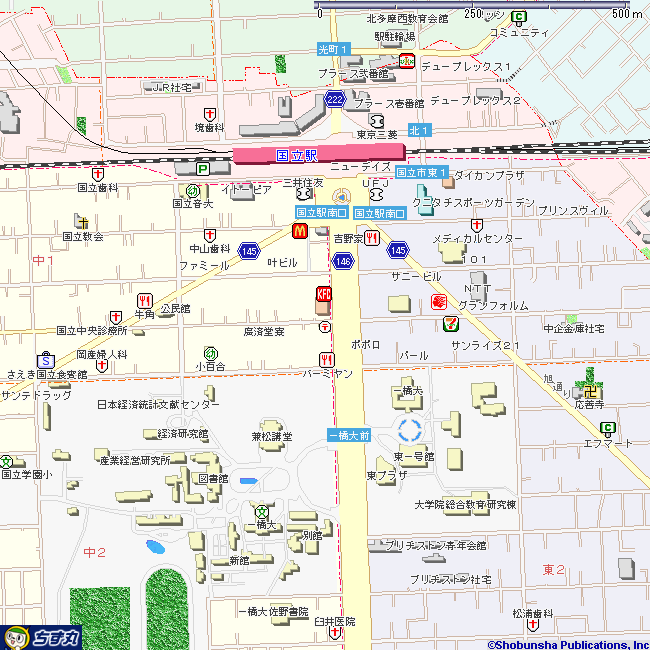 0 250 500 m
北多摩西教育会館
コミュニティ
駅駐輪場
光町1
プラース弐番館
デュープレックス1
JR社宅
222
プラース壱番館
デュープレックス2
境歯科
東京三菱
北1
国立駅
ニューデイズ
国立市東1
ダイカンプラザ
国立歯科
P
三井住友
UFJ
国立音大
クニタチスポーツガーデン
国立駅南口
国立駅南口
プリンスヴィル
国立教会
中山歯科
M
吉野家
メディカルセンター
145
146
145
101
中1
ファミール
叶ビル
サニービル
NTT
KFC
グランフォルム
牛角
公民館
国立中央診療所
庹済堂寮
7
中企金庫社宅
ポポロ
サンライズ21
岡産婦人科
S
さえき国立食賓館
小百合
バーミヤン
パール
旭通り
サンテドラッグ
日本経済統計文献センター
一橋大
応善寺
経済研究館
兼松講堂
一橋大前
C
エフマート
産業経営研究所
東一号館
国立学園小
図書館
東プラザ
大学院総合教育研究棟
一橋大
中2
別館
ブリヂストン青年会館
新館
東2
ブリヂストン社宅
一橋大佐野書院
臼井医院
松浦歯科
ちず丸
©Shobunsha Publications, Inc